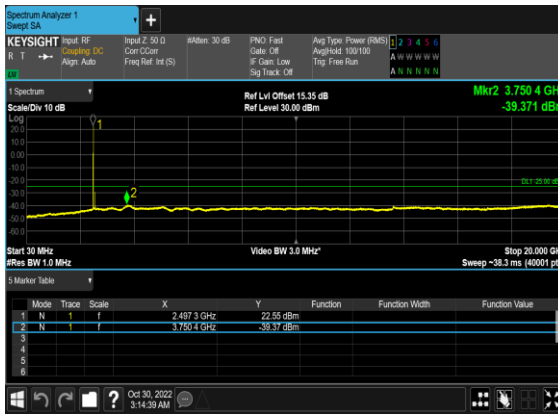 Spectrum Analyzer 1
Swept SA
+
KEYSIGHT Input: RF Input Z: 50 Ω #Atten: 30 dB PNO: Fast Avg Type: Power (RMS) 1 2 3 4 5 6
R T Coupling: DC Corr CCorr Gate: Off Avg|Hold: 100/100 A W W W W W
Align: Auto Freq Ref: Int (S) IF Gain: Low Trig: Free Run A N N N N N
Sig Track: Off
1 Spectrum
Scale/Div 10 dB
Ref Lvl Offset 15.35 dB
Ref Level 30.00 dBm
Mkr2 3.750 4 GH
-39.371 dB
Log
20.0
10.0
0.00
-10.0
-20.0
-30.0
-40.0
-50.0
-60.0
1
2
DL1 -25.00 dB
Start 30 MHz Video BW 3.0 MHz* Stop 20.000 GH
#Res BW 1.0 MHz Sweep ~38.3 ms (40001 pt
5 Marker Table
Mode Trace Scale X Y Function Function Width Function Value
1 N 1 f 2.497 3 GHz 22.55 dBm
2 N 1 f 3.750 4 GHz -39.37 dBm
3
4
5
6
?
Oct 30, 2022
3:14:39 AM